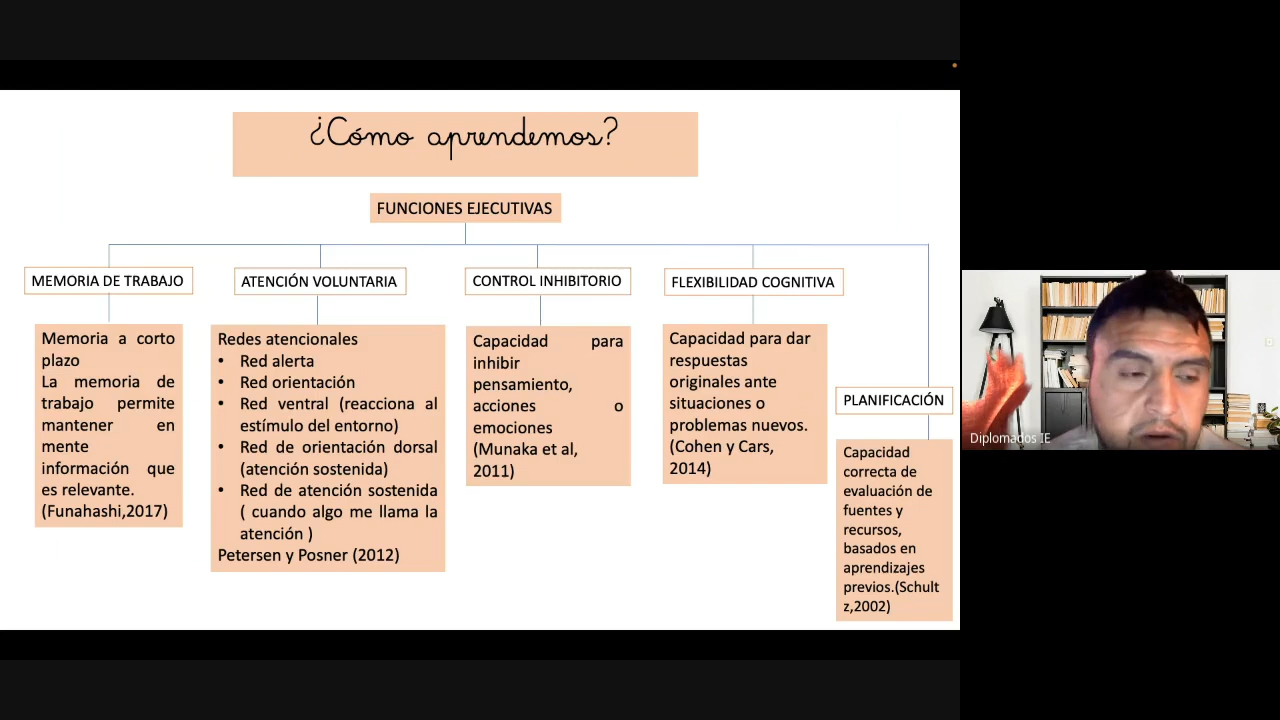 ¿Cómo aprendemos?
FUNCIONES EJECUTIVAS
MEMORIA DE TRABAJO
Memoria a corto
plazo
La memoria de
trabajo permite
mantener en
mente
información que
es relevante.
(Funahashi,2017)
ATENCIÓN VOLUNTARIA
Redes atencionales
• Red alerta
• Red orientación
• Red ventral (reacciona al
estímulo del entorno)
• Red de orientación dorsal
(atención sostenida)
• Red de atención sostenida
( cuando algo me llama la
atención )
Petersen y Posner (2012)
CONTROL INHIBITORIO
Capacidad para
inhibir
pensamiento,
acciones o
emociones
(Munaka et al,
2011)
FLEXIBILIDAD COGNITIVA
Capacidad para dar
respuestas
originales ante
situaciones o
problemas nuevos.
(Cohen y Cars,
2014)
PLANIFICACIÓN
Capacidad
correcta de
evaluación de
fuentes y
recursos,
basados en
aprendizajes
previos.(Schult
z,2002)
Diplomados IE